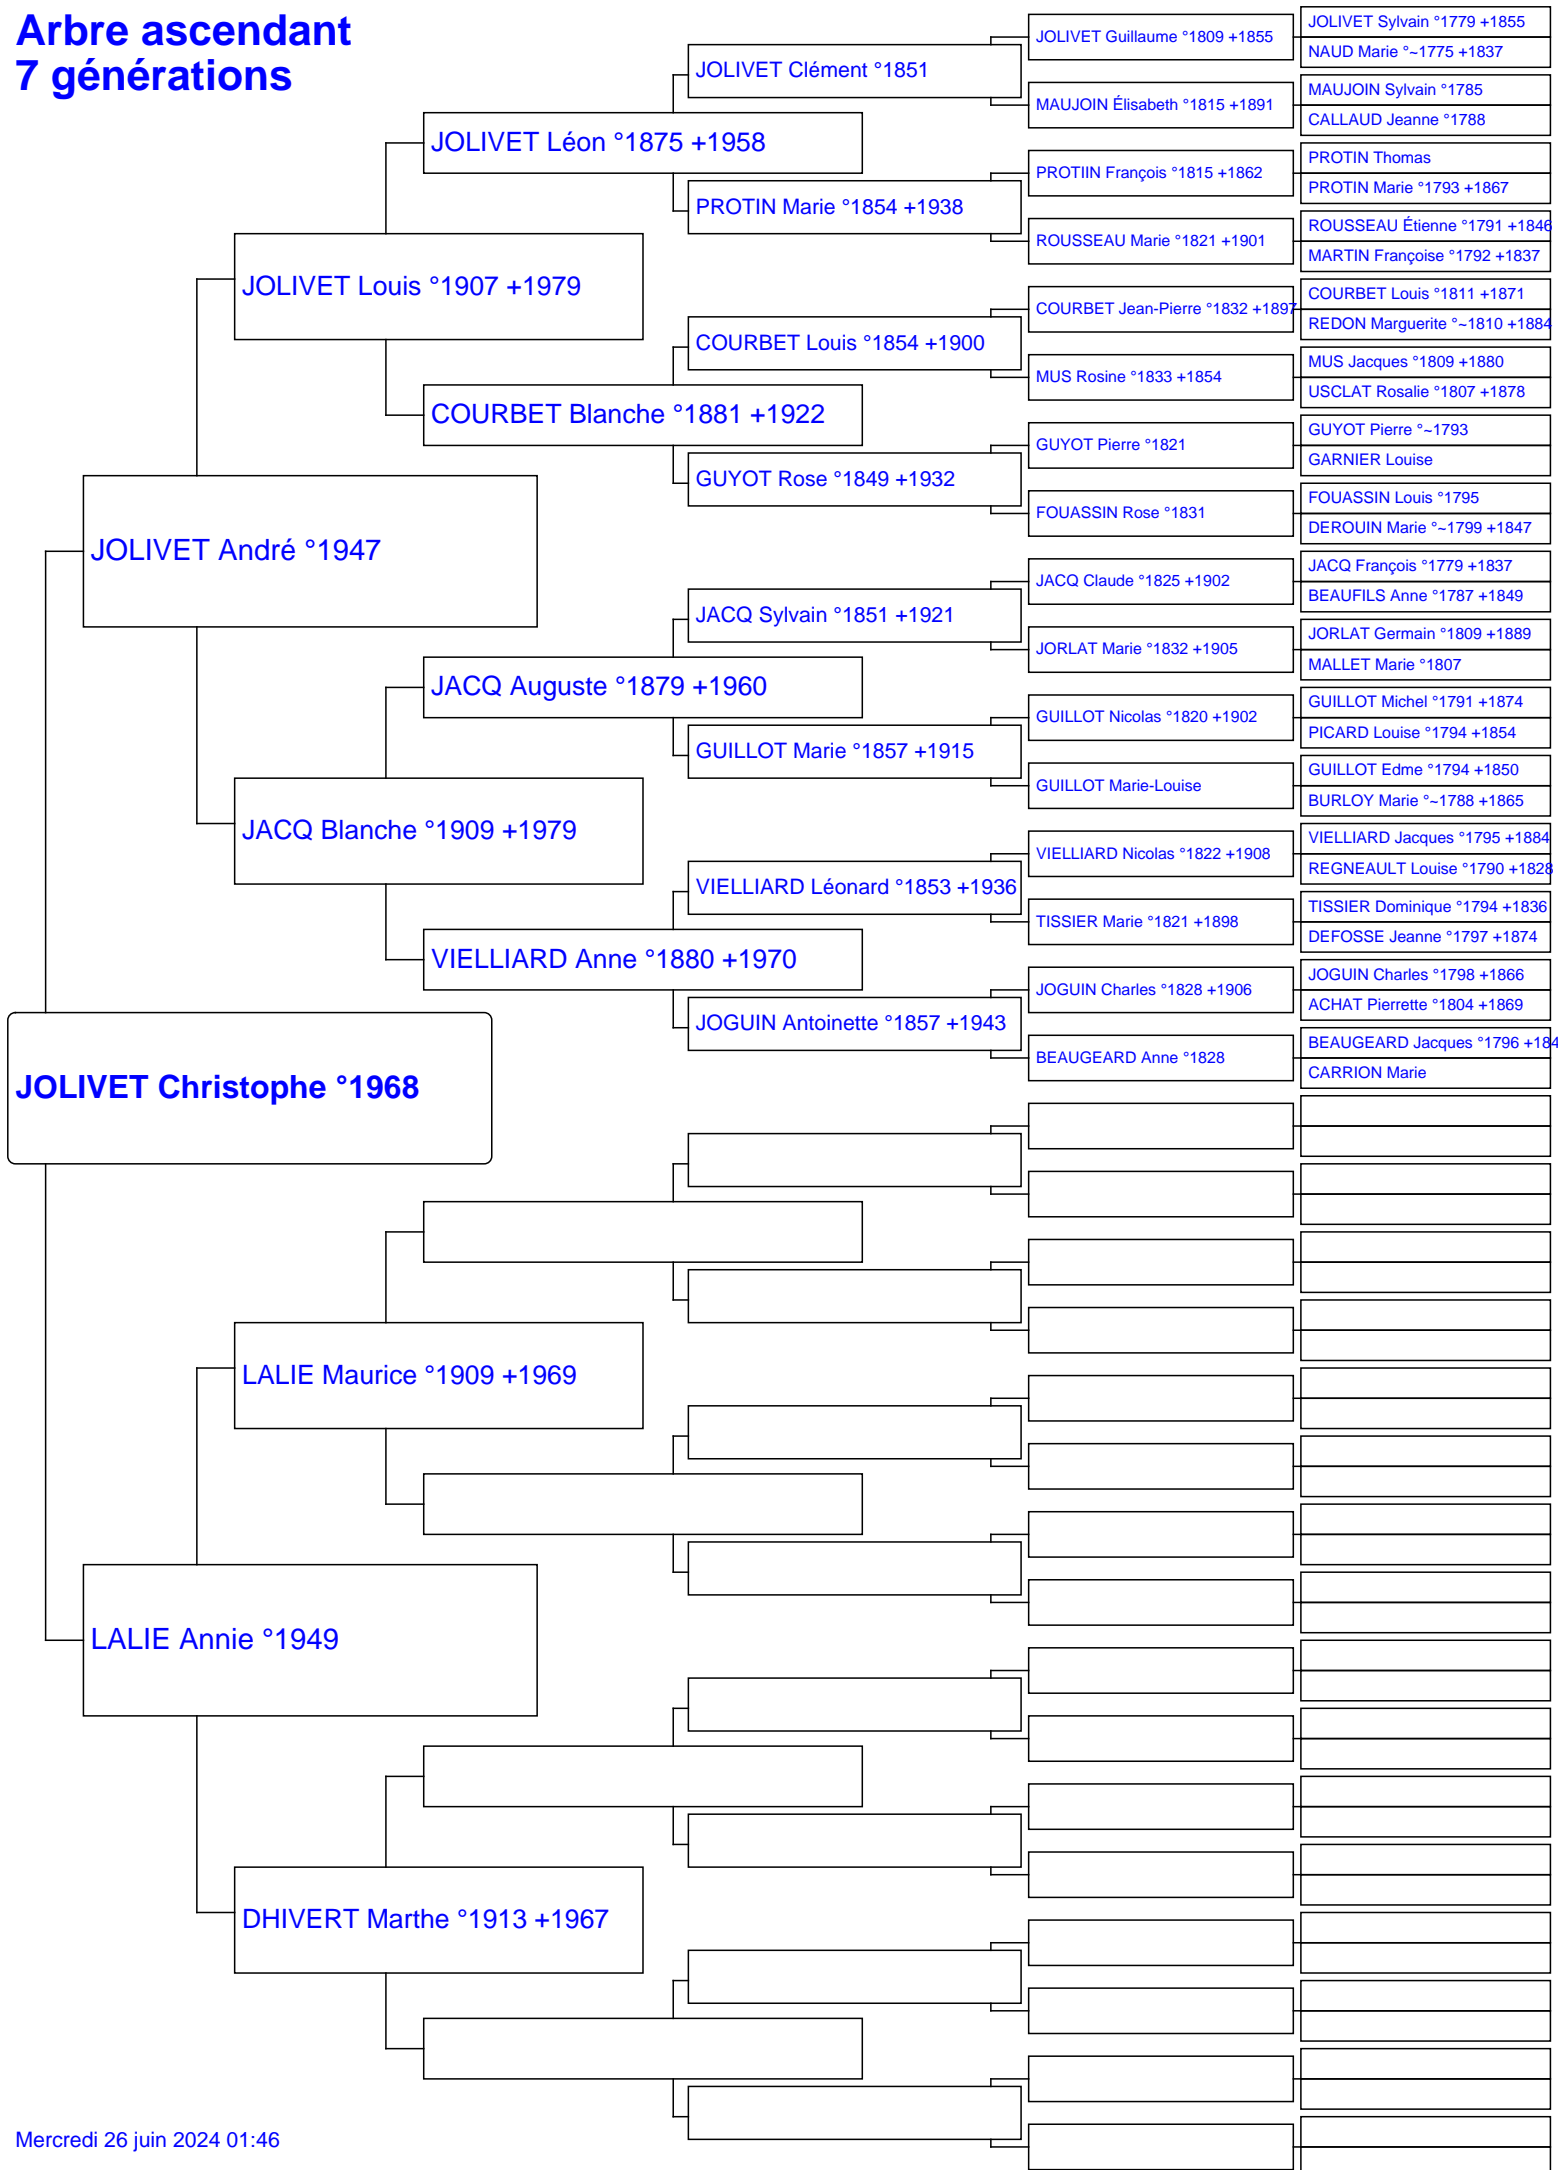 Arbre ascendant
7 générations
JOLIVET Christophe °1968
JOLIVET André °1947
LALIE Annie °1949
JOLIVET Louis °1907 +1979
JACQ Blanche °1909 +1979
LALIE Maurice °1909 +1969
DHIVERT Marthe °1913 +1967
JOLIVET Léon °1875 +1958
COURBET Blanche °1881 +1922
JACQ Auguste °1879 +1960
VIELLIARD Anne °1880 +1970
JOLIVET Clément °1851
PROTIN Marie °1854 +1938
COURBET Louis °1854 +1900
GUYOT Rose °1849 +1932
JACQ Sylvain °1851 +1921
GUILLOT Marie °1857 +1915
VIELLIARD Léonard °1853 +1936
JOGUIN Antoinette °1857 +1943
JOLIVET Guillaume °1809 +1855
MAUJOIN Élisabeth °1815 +1891
PROTIIN François °1815 +1862
ROUSSEAU Marie °1821 +1901
COURBET Jean-Pierre °1832 +1897
MUS Rosine °1833 +1854
GUYOT Pierre °1821
FOUASSIN Rose °1831
JACQ Claude °1825 +1902
JORLAT Marie °1832 +1905
GUILLOT Nicolas °1820 +1902
GUILLOT Marie-Louise
VIELLIARD Nicolas °1822 +1908
TISSIER Marie °1821 +1898
JOGUIN Charles °1828 +1906
BEAUGEARD Anne °1828
JOLIVET Sylvain °1779 +1855
NAUD Marie °~1775 +1837
MAUJOIN Sylvain °1785
CALLAUD Jeanne °1788
PROTIN Thomas
PROTIN Marie °1793 +1867
ROUSSEAU Étienne °1791 +1846
MARTIN Françoise °1792 +1837
COURBET Louis °1811 +1871
REDON Marguerite °~1810 +1884
MUS Jacques °1809 +1880
USCLAT Rosalie °1807 +1878
GUYOT Pierre °~1793
GARNIER Louise
FOUASSIN Louis °1795
DEROUIN Marie °~1799 +1847
JACQ François °1779 +1837
BEAUFILS Anne °1787 +1849
JORLAT Germain °1809 +1889
MALLET Marie °1807
GUILLOT Michel °1791 +1874
PICARD Louise °1794 +1854
GUILLOT Edme °1794 +1850
BURLOY Marie °~1788 +1865
VIELLIARD Jacques °1795 +1884
REGNEAULT Louise °1790 +1828
TISSIER Dominique °1794 +1836
DEFOSSE Jeanne °1797 +1874
JOGUIN Charles °1798 +1866
ACHAT Pierrette °1804 +1869
BEAUGEARD Jacques °1796 +184
CARRION Marie
Mercredi 26 juin 2024 01:46